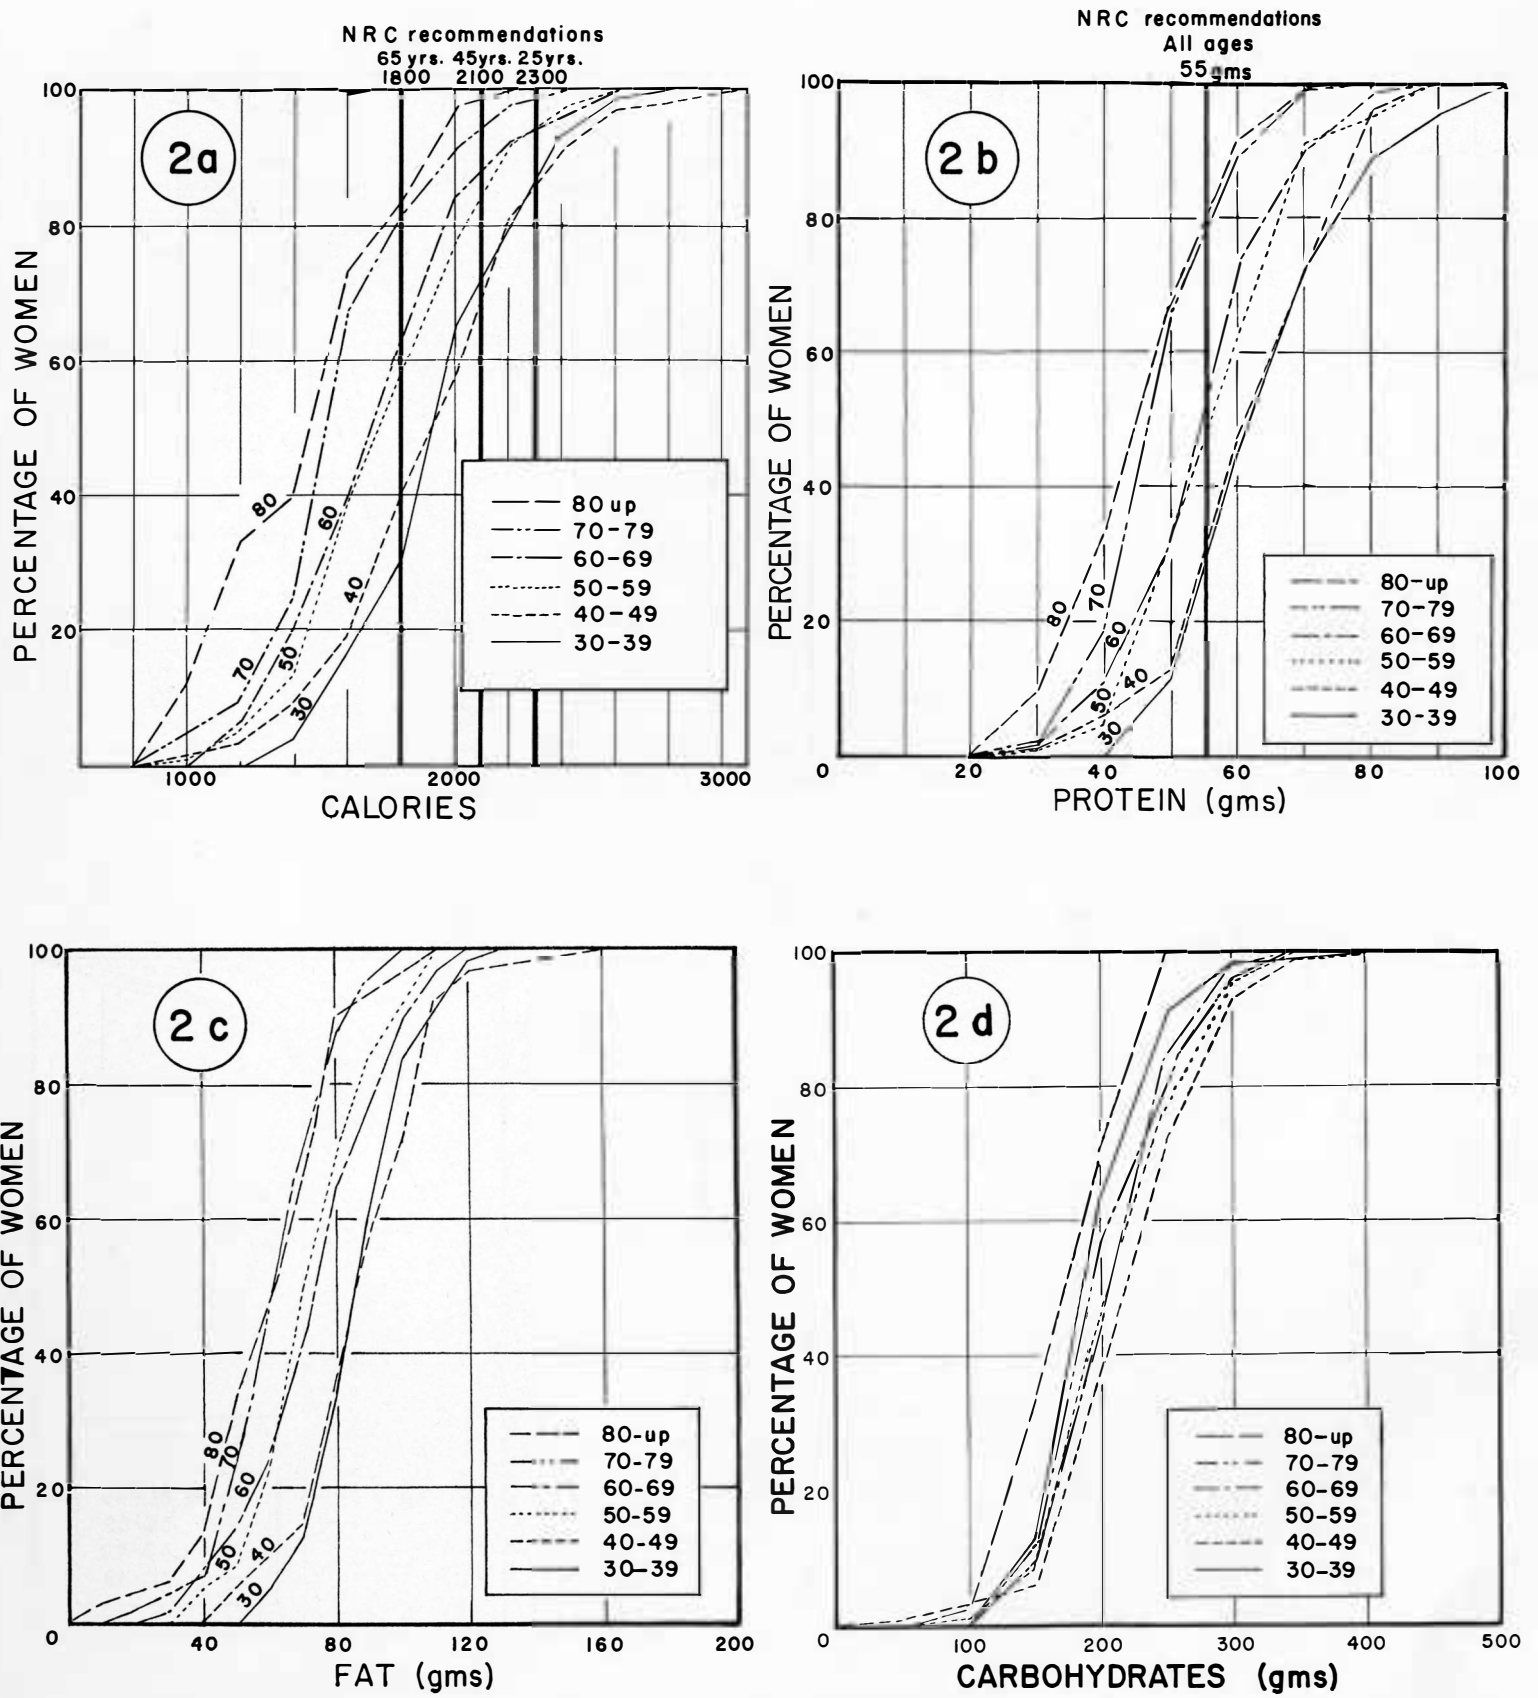 NRC recommendations
65 yrs. 45yrs. 25yrs.
1800 2100 2300
100
80
60
40
20
PERCENTAGE OF WOMEN
2a
80
70
60
50
40
30
80 up
70-79
60-69
50-59
40-49
30-39
1000 2000 3000
CALORIES
NRC recommendations
All ages
55 gms
100
80
60
40
20
0
PERCENTAGE OF WOMEN
2b
80
70
60
50
40
30
80-up
70-79
60-69
50-59
40-49
30-39
20 40 60 80 100
PROTEIN (gms)
100
80
60
40
20
0
PERCENTAGE OF WOMEN
2c
80
70
60
50
40
30
80-up
70-79
60-69
50-59
40-49
30-39
40 80 120 160 200
FAT (gms)
100
80
60
40
20
0
PERCENTAGE OF WOMEN
2d
80-up
70-79
60-69
50-59
40-49
30-39
100 200 300 400 500
CARBOHYDRATES (gms)